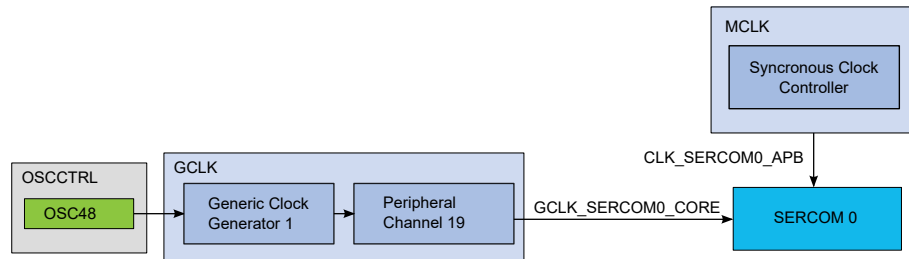 MCLK
Syncronous Clock
Controller
CLK_SERCOM0_APB
OSCCTRL
OSC48
GCLK
Generic Clock
Generator 1
Peripheral
Channel 19
GCLK_SERCOM0_CORE
SERCOM 0